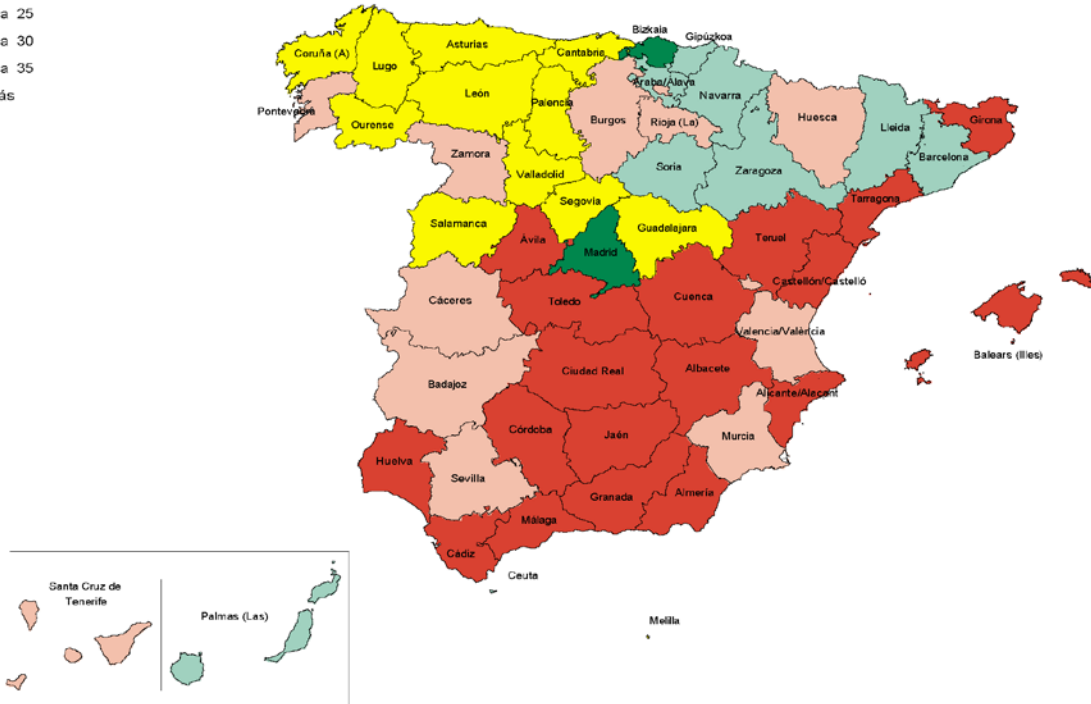 a 25
a 30
a 35
ás
Bizkaia
Gipúzkoa
Asturias
Cantabria
Coruña (A)
Lugo
Araba/Álava
León
Navarra
Palencia
Pontevedra
Burgos
Rioja (La)
Huesca
Girona
Ourense
Lleida
Zamora
Barcelona
Soria
Valladolid
Zaragoza
Segovia
Tarragona
Salamanca
Guadalajara
Ávila
Teruel
Madrid
Castellón/Castelló
Cáceres
Toledo
Cuenca
Valencia/València
Balears (Illes)
Ciudad Real
Albacete
Badajoz
Alicante/Alacant
Córdoba
Jaén
Murcia
Huelva
Sevilla
Granada
Almería
Málaga
Cádiz
Ceuta
Santa Cruz de
Tenerife
Palmas (Las)
Melilla